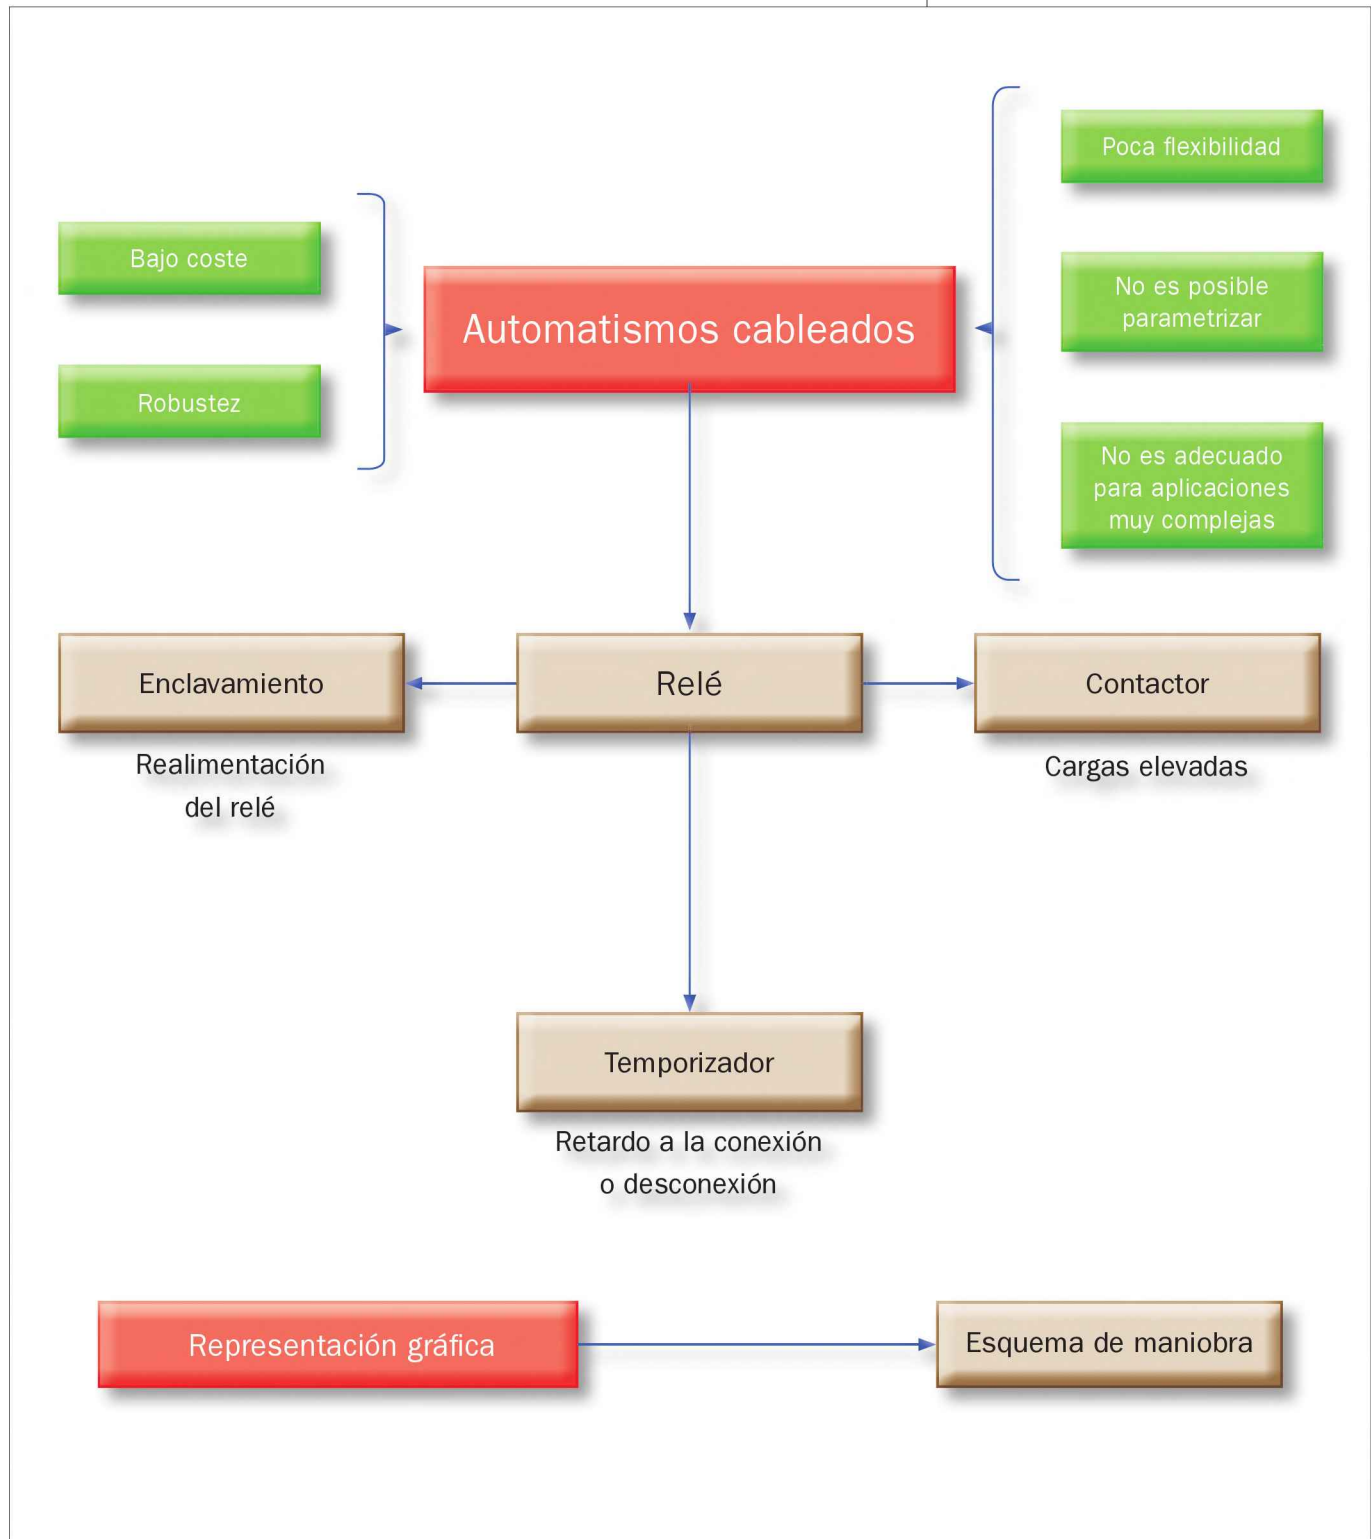 Bajo coste
Robustez
Automatismos cableados
Poca flexibilidad
No es posible
parametrizar
No es adecuado
para aplicaciones
muy complejas
Enclavamiento
Realimentación
del relé
Relé
Contactor
Cargas elevadas
Temporizador
Retardo a la conexión
o desconexión
Representación gráfica
Esquema de maniobra